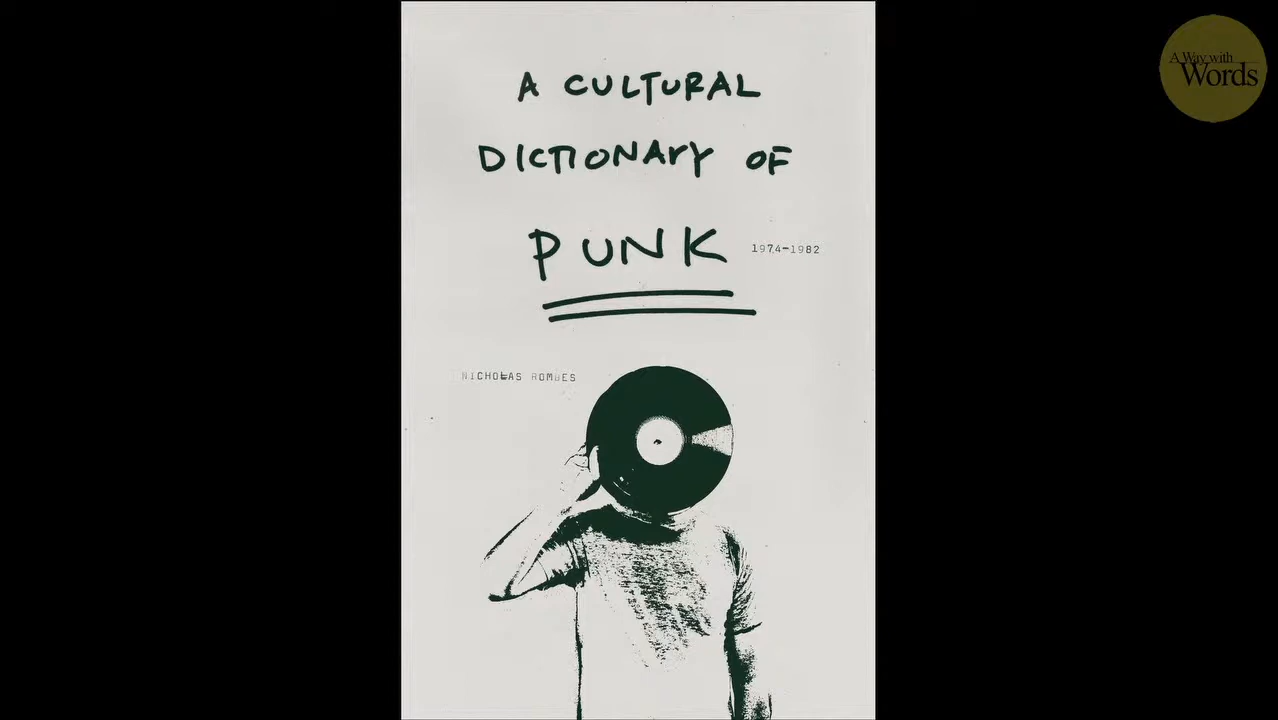 A CULTURAL
DICTIONARY OF
PUNK
1974-1982
NICHOLAS ROMBES
A Way with
Words